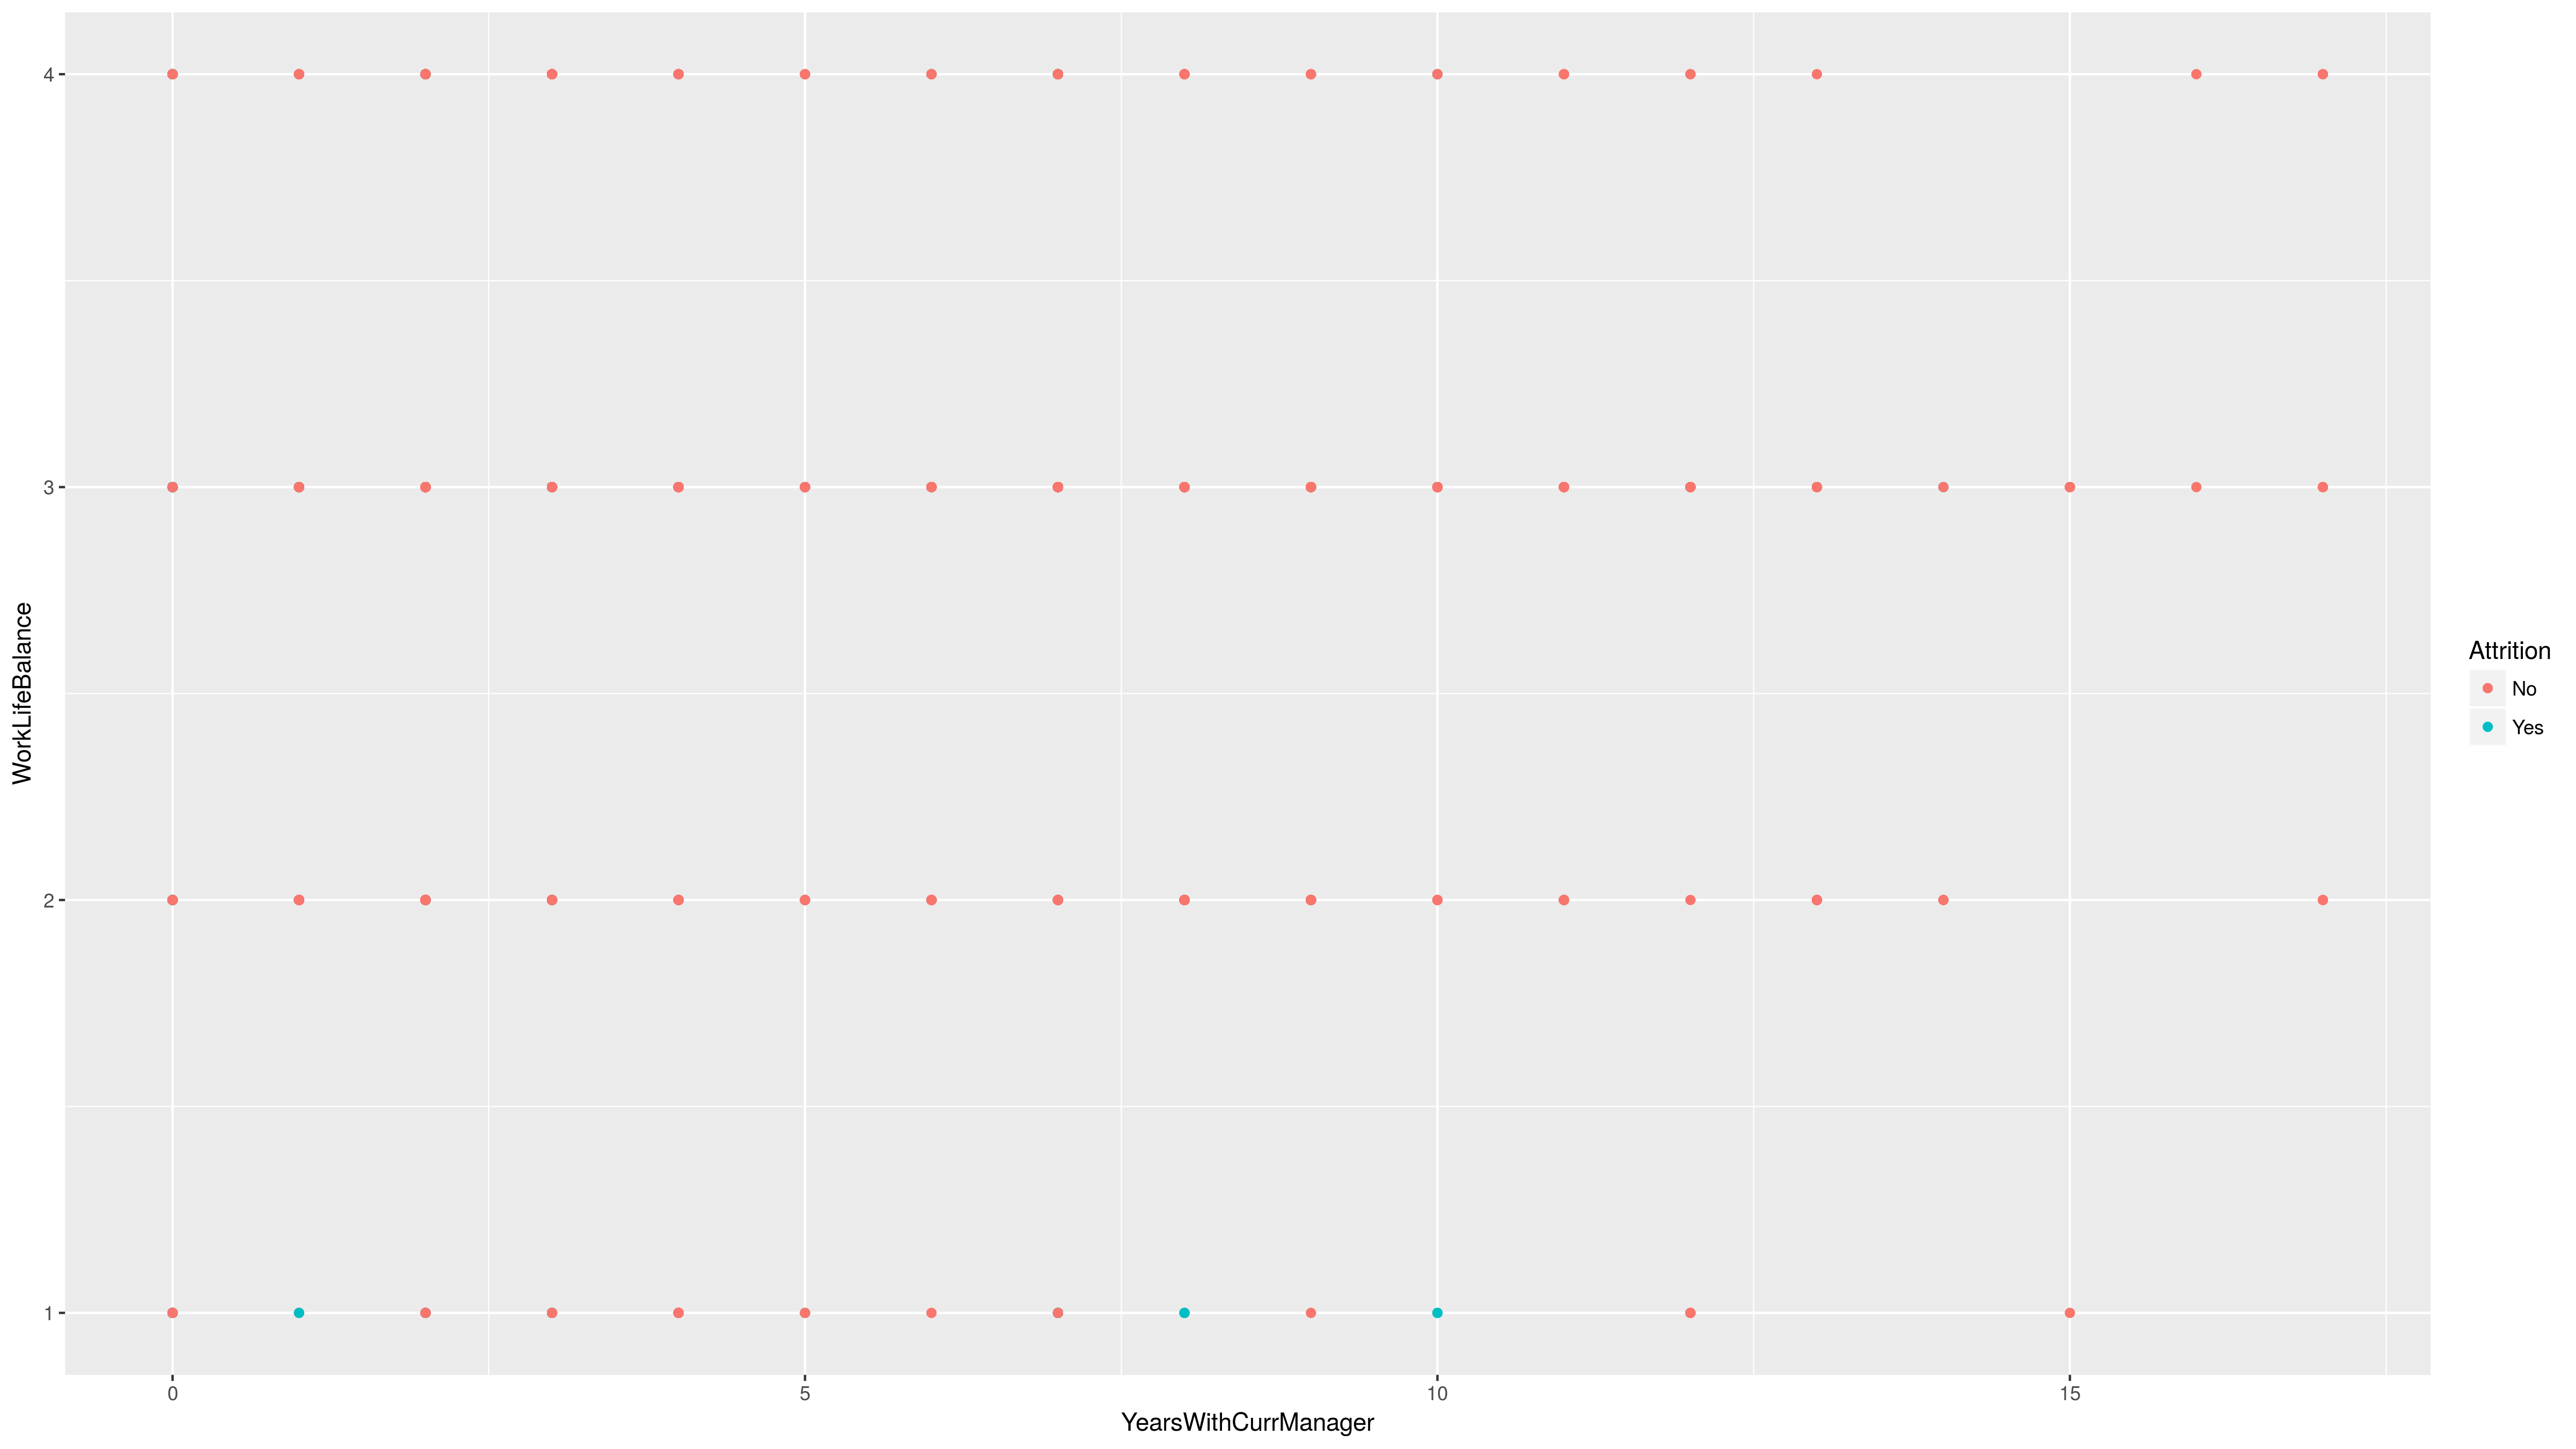 4
3
2
1
WorkLifeBalance
0 5 10 15
YearsWithCurrManager
Attrition
No
Yes